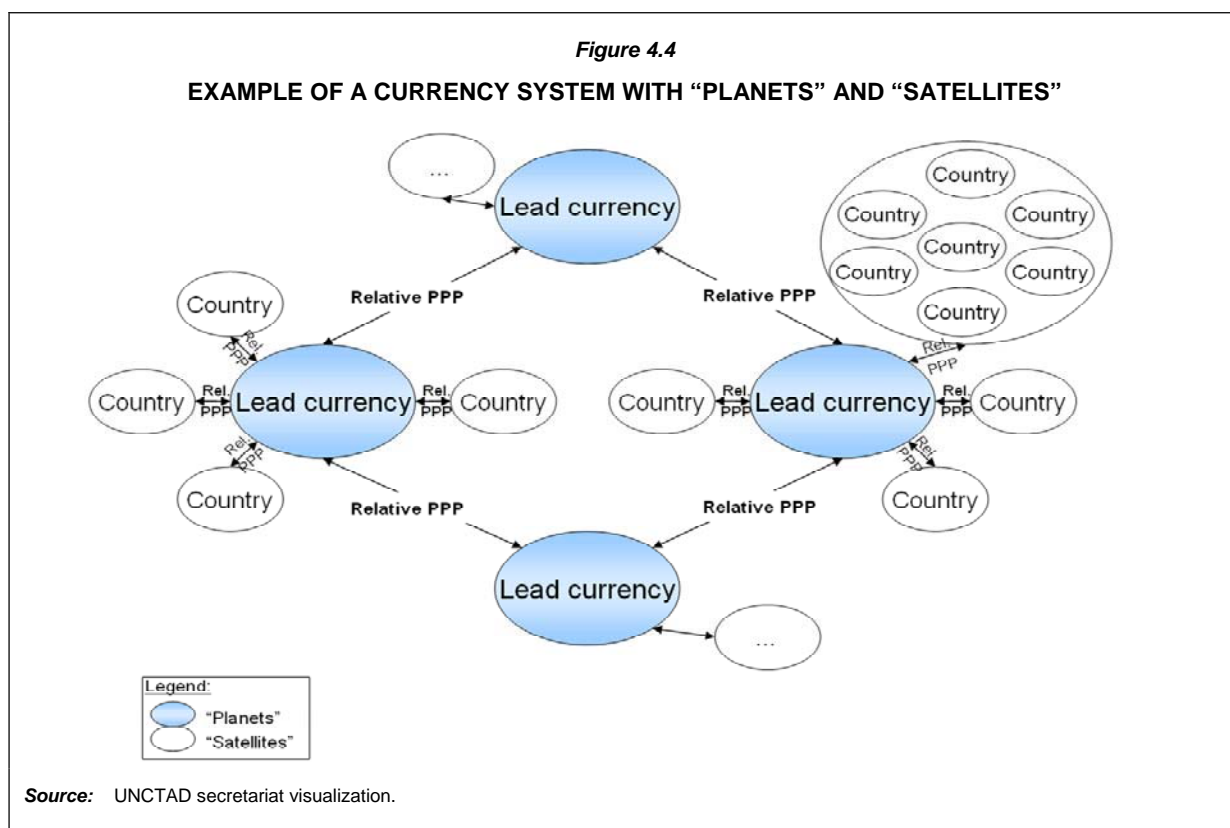 Figure 4.4
EXAMPLE OF A CURRENCY SYSTEM WITH “PLANETS” AND “SATELLITES”
...
Lead currency
Country
Country
Country
Country
Country
Country
Country
Relative PPP
Relative PPP
Country
Rel.
PPP
Rel.
PPP
Country
Rel.
PPP
Lead currency
Rel.
PPP
Country
Country
Rel.
PPP
Lead currency
Rel.
PPP
Country
Rel.
PPP
Country
Rel.
PPP
Country
Relative PPP
Relative PPP
Lead currency
...
Legend:
“Planets”
“Satellites”
Source: UNCTAD secretariat visualization.